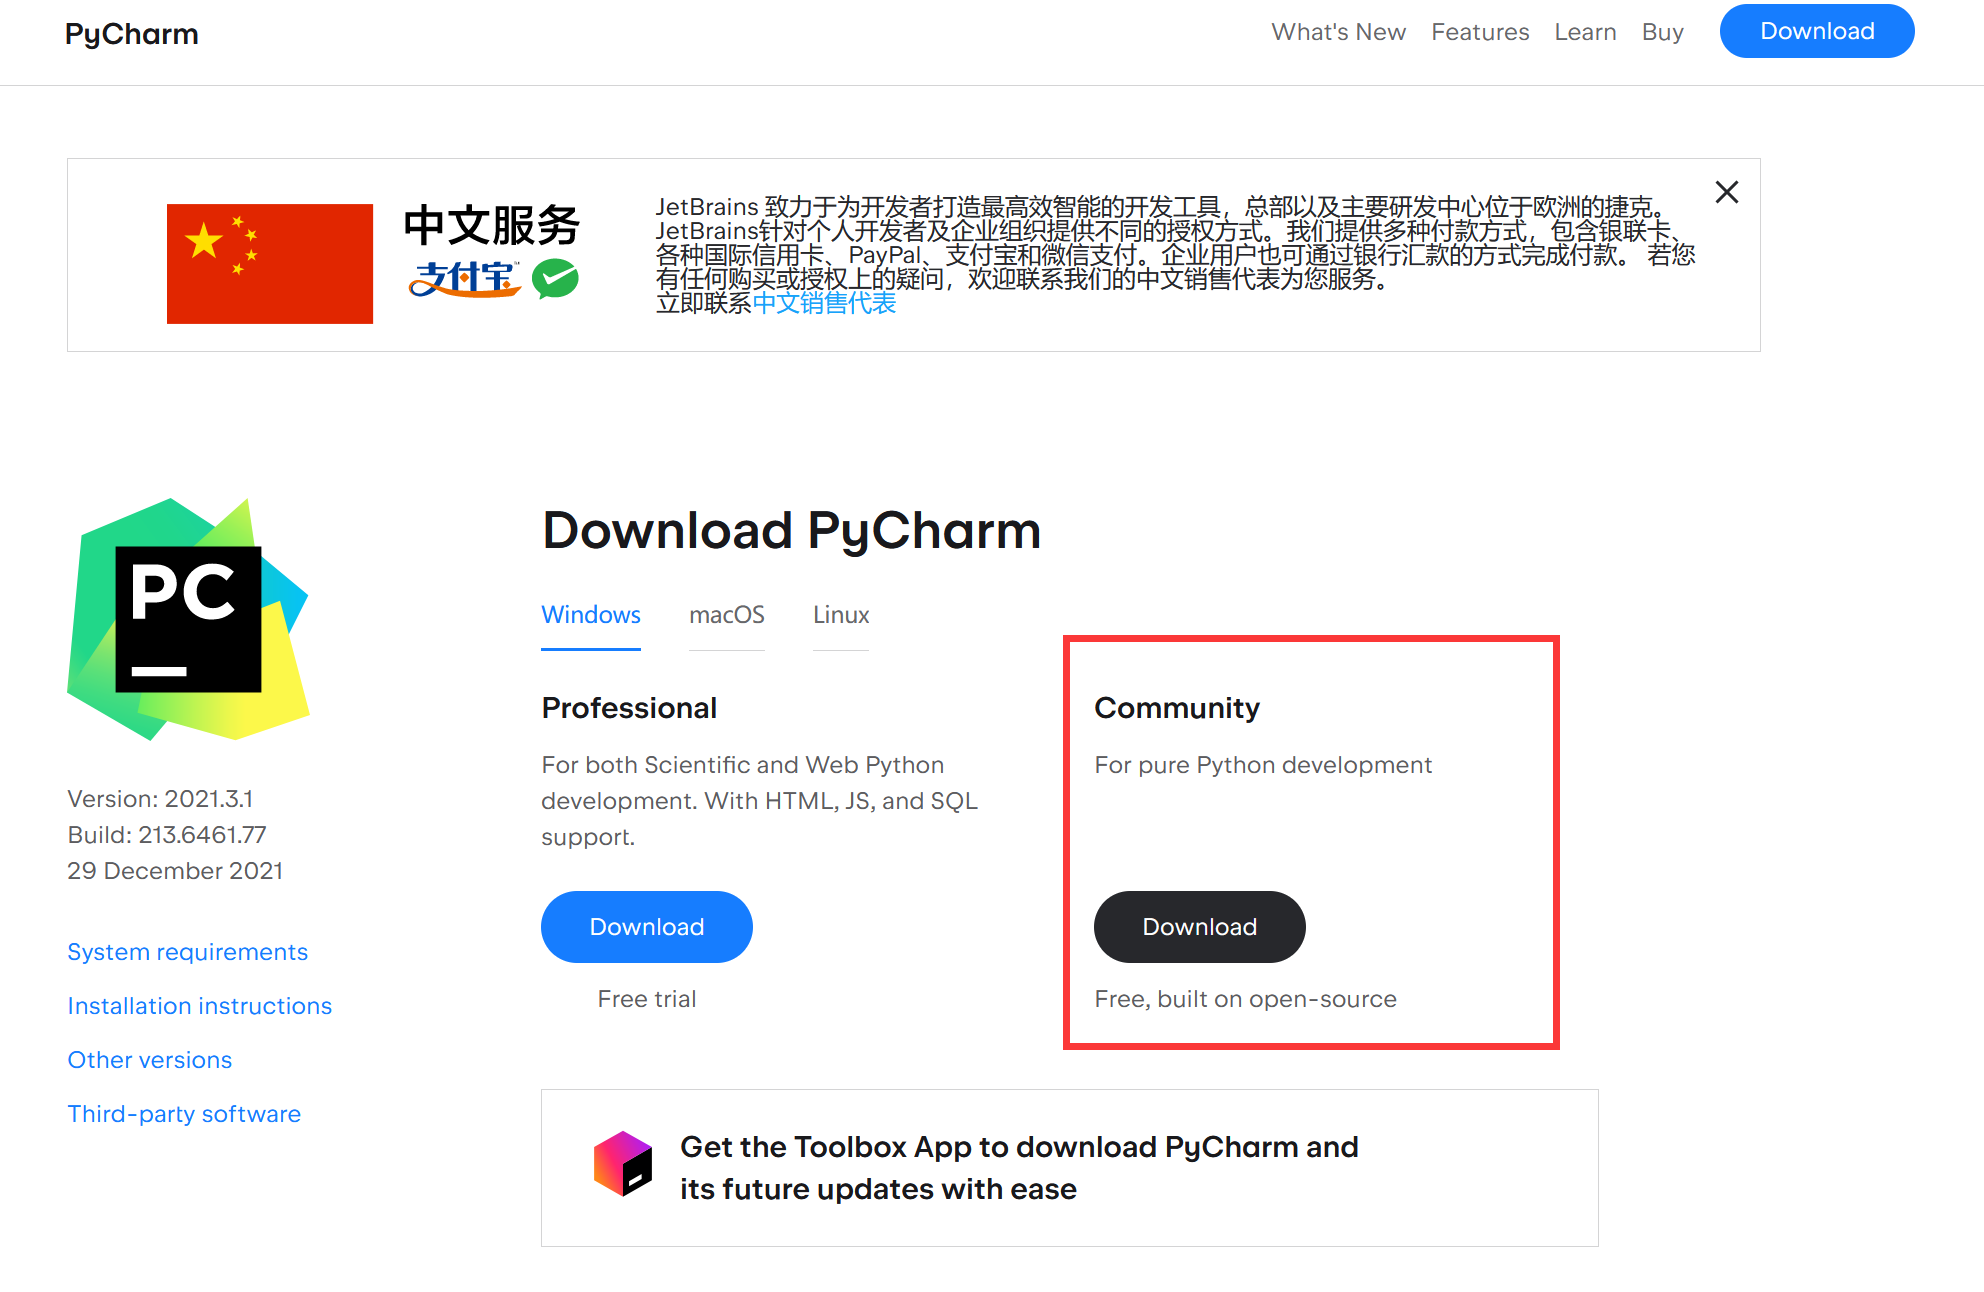 PyCharm
What's New Features Learn Buy Download
中文服务
支付宝™
JetBrains 致力于为开发者打造最高效智能的开发工具，总部以及主要研发中心位于欧洲的捷克。
JetBrains针对个人开发者及企业组织提供不同的授权方式。我们提供多种付款方式，包含银联卡、
各种国际信用卡、PayPal、支付宝和微信支付。企业用户也可通过银行汇款的方式完成付款。 若您
有任何购买或授权上的疑问，欢迎联系我们的中文销售代表为您服务。
立即联系中文销售代表
PC
Version: 2021.3.1
Build: 213.6461.77
29 December 2021
System requirements
Installation instructions
Other versions
Third-party software
Download PyCharm
Windows macOS Linux
Professional
For both Scientific and Web Python
development. With HTML, JS, and SQL
support.
Download
Free trial
Community
For pure Python development
Download
Free, built on open-source
Get the Toolbox App to download PyCharm and
its future updates with ease